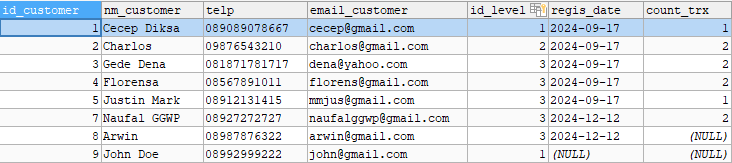 id_customer nm_customer telp email_customer id_level regis_date count_trx
1 Cecep Diksa 089089078667 cecep@gmail.com 1 2024-09-17 1
2 Charlos 09876543210 charlos@gmail.com 2 2024-09-17 2
3 Gede Dena 081871781717 dena@yahoo.com 3 2024-09-17 2
4 Florensa 08567891011 florens@gmail.com 3 2024-09-17 2
5 Justin Mark 08912131415 mmjus@gmail.com 3 2024-09-17 1
7 Naufal GGWP 08927272727 naufalggwp@gmail.com 3 2024-12-12 2
8 Arwin 08987876322 arwin@gmail.com 3 2024-12-12 (NULL)
9 John Doe 08992999222 john@gmail.com 1 (NULL) (NULL)